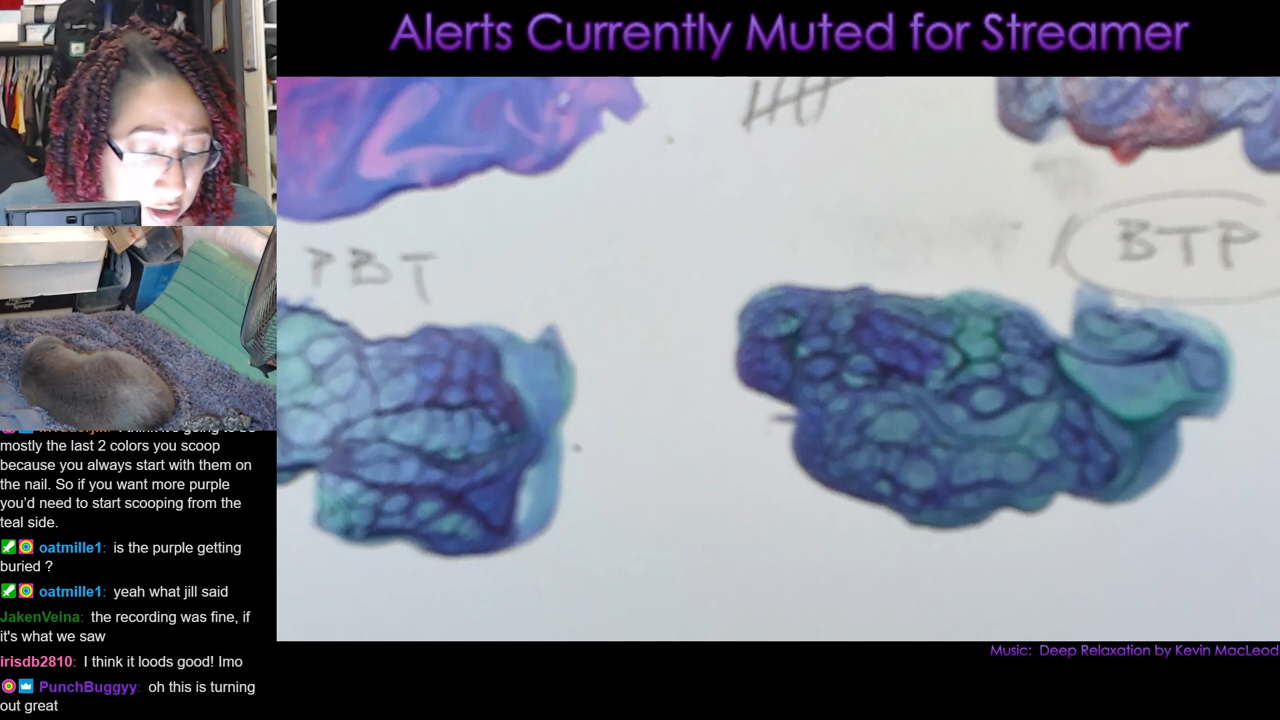 Alerts Currently Muted for Streamer
PBT
BTP
mostly the last 2 colors you scoop
because you always start with them on
the nail. So if you want more purple
you'd need to start scooping from the
teal side.
oatmille1: is the purple getting
buried ?
oatmille1: yeah what jill said
JakenVeina: the recording was fine, if
it's what we saw
irisdb2810: I think it loods good! Imo
PunchBuggyy: oh this is turning
out great
Music: Deep Relaxation by Kevin MacLeod